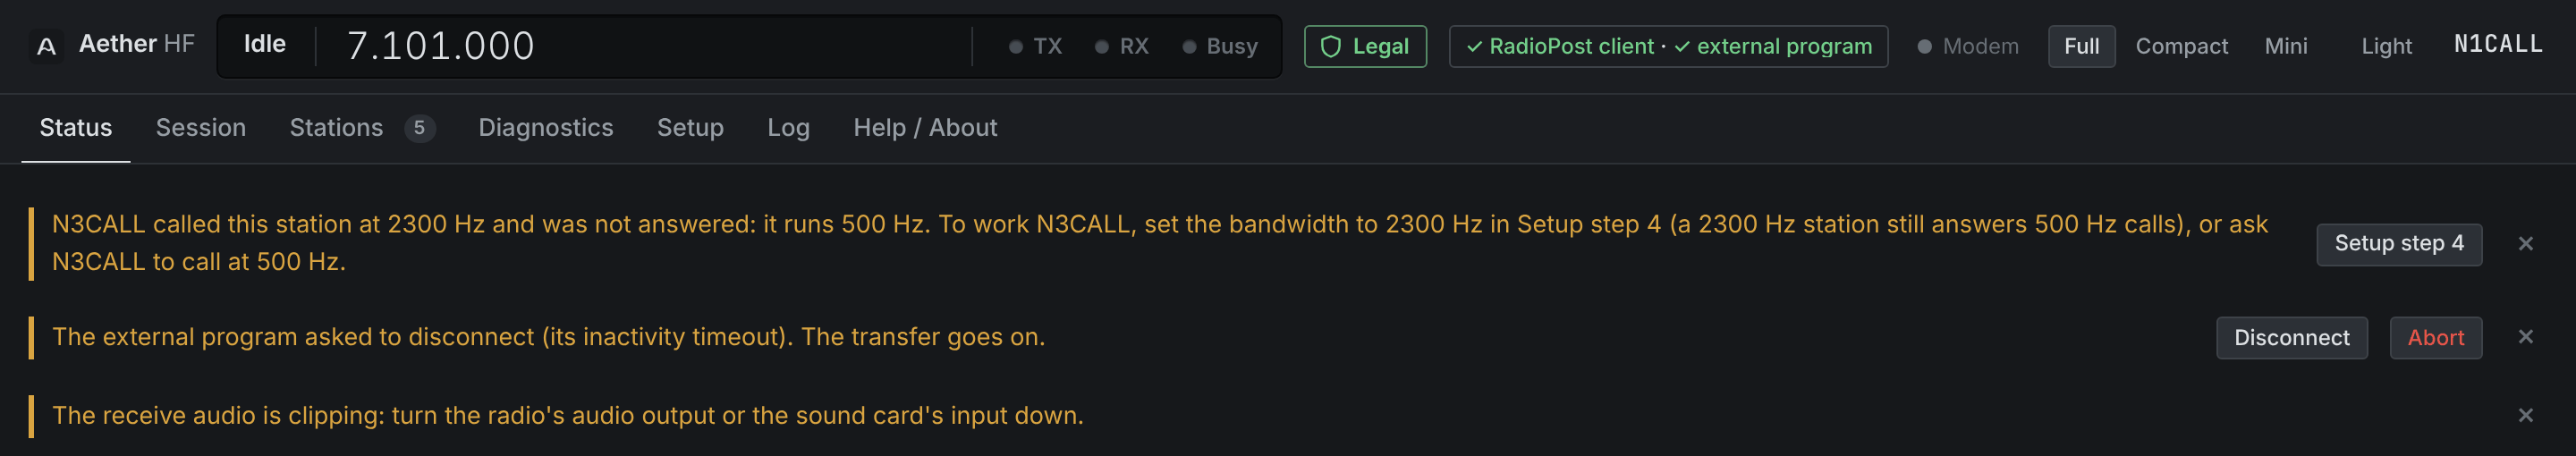 A Aether HF Idle 7.101.000 TX RX Busy Legal ✓ RadioPost client · ✓ external program Modem Full Compact Mini Light N1CALL
Status Session Stations 5 Diagnostics Setup Log Help / About
N3CALL called this station at 2300 Hz and was not answered: it runs 500 Hz. To work N3CALL, set the bandwidth to 2300 Hz in Setup step 4 (a 2300 Hz station still answers 500 Hz calls), or ask
N3CALL to call at 500 Hz.
Setup step 4 ×
The external program asked to disconnect (its inactivity timeout). The transfer goes on. Disconnect Abort ×
The receive audio is clipping: turn the radio's audio output or the sound card's input down. ×